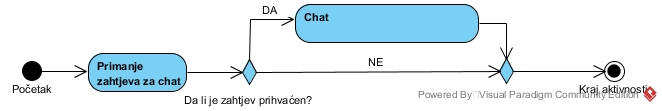 DA
Chat
Primanje
zahtjeva za chat
NE
Početak
Da li je zahtjev prihvaćen?
Kraj aktivnosti
Powered By Visual Paradigm Community Edition